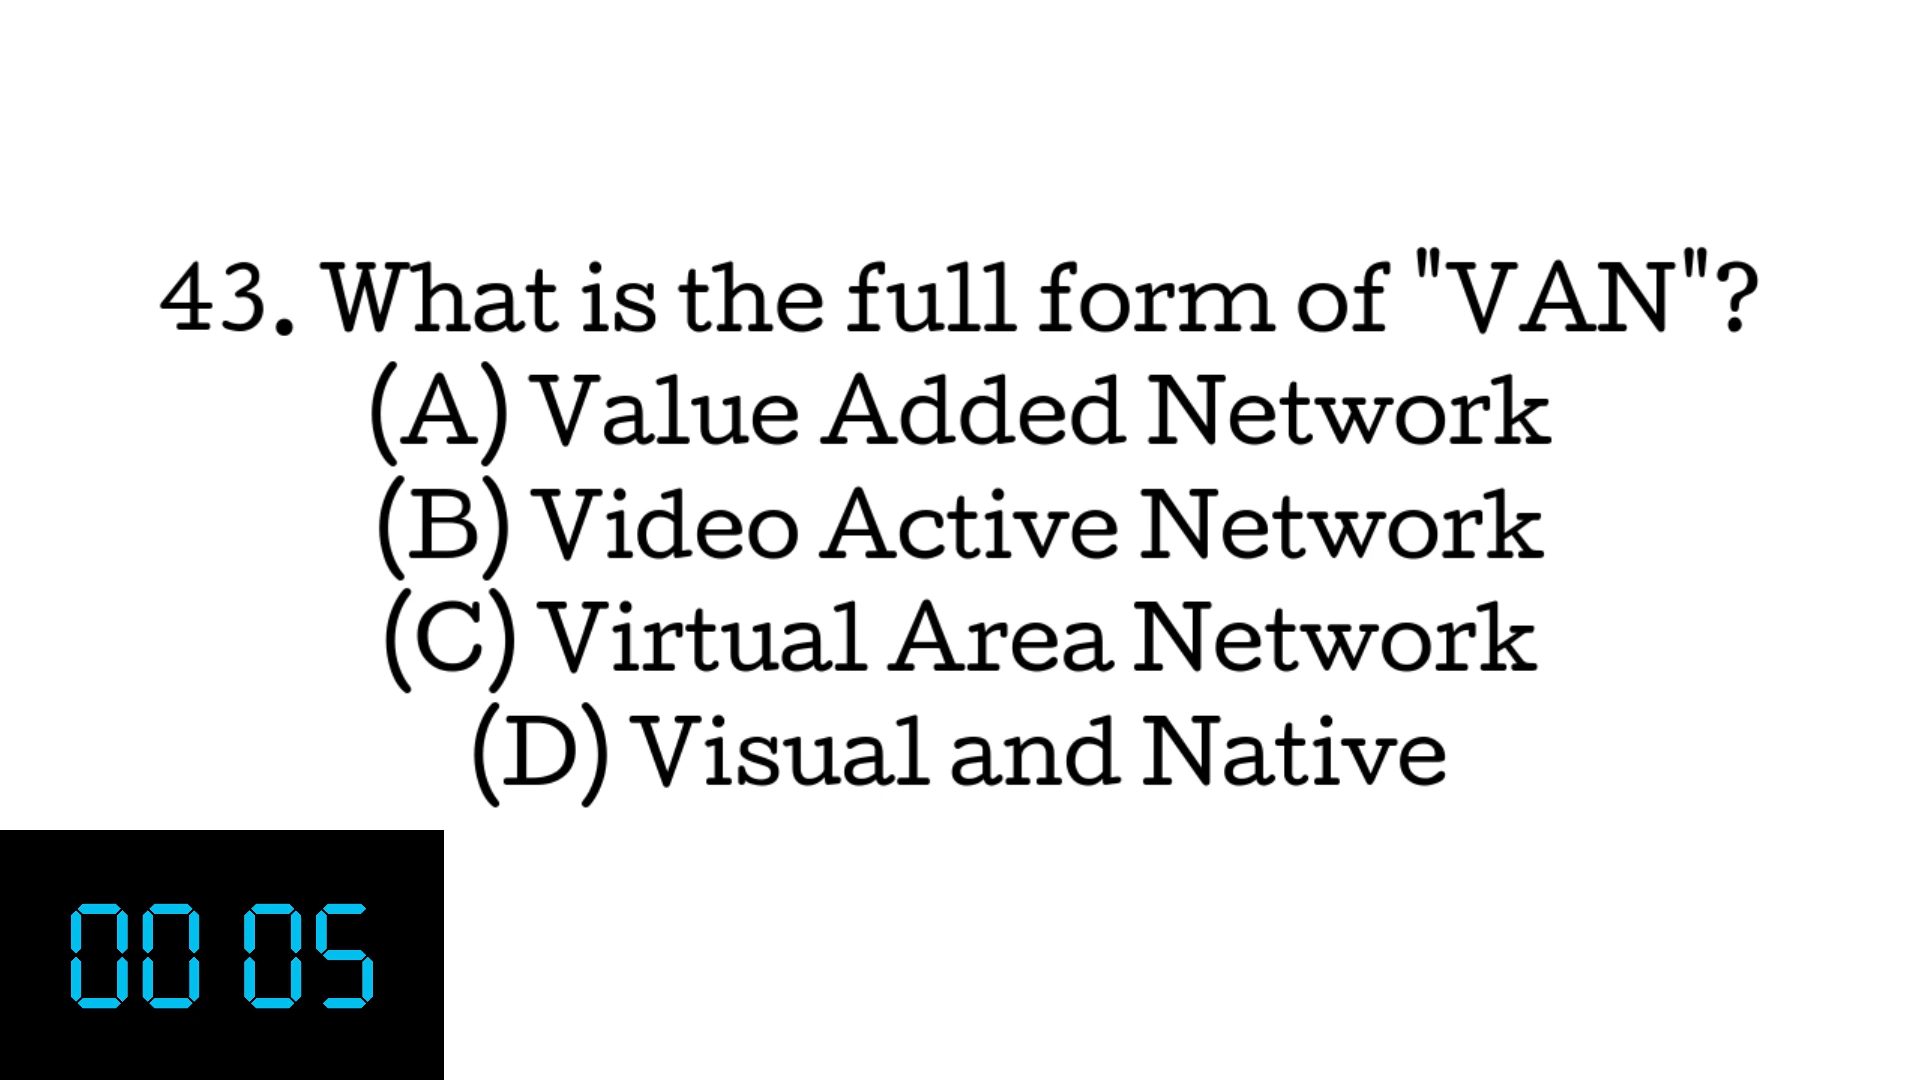 43. What is the full form of "VAN"?
(A) Value Added Network
(B) Video Active Network
(C) Virtual Area Network
(D) Visual and Native
00 05